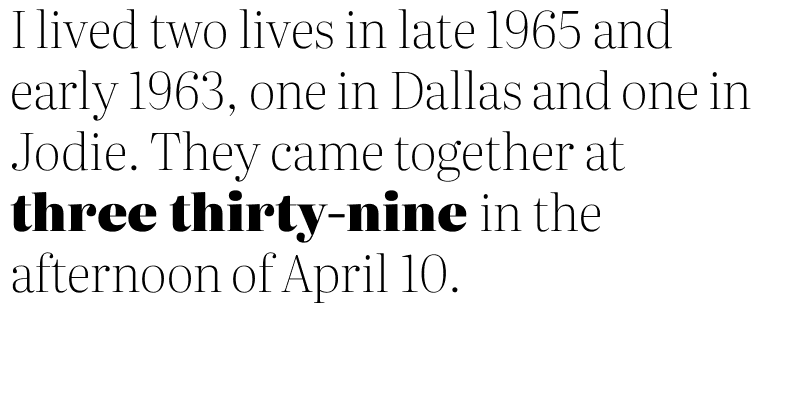 I lived two lives in late 1965 and
early 1963, one in Dallas and one in
Jodie. They came together at
three thirty-nine in the
afternoon of April 10.